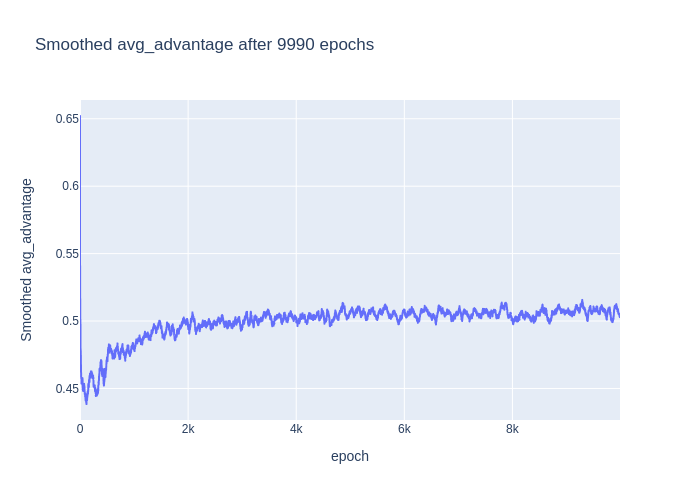 Smoothed avg_advantage after 9990 epochs
Smoothed avg_advantage
0.65
0.6
0.55
0.5
0.45
0
2k
4k
6k
8k
epoch